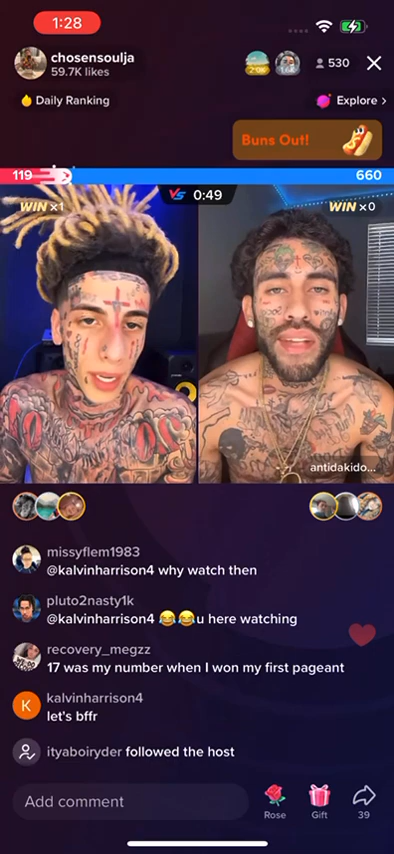 1:28
chosensoulja
59.7K likes
530
Daily Ranking
Explore >
Buns Out!
119
660
VS 0:49
WIN x1
WIN x0
antidakido...
missyflem1983
@kalvinharrison4 why watch then
pluto2nasty1k
@kalvinharrison4 😂😂u here watching
recovery_megzz
17 was my number when I won my first pageant
K
kalvinharrison4
let's bffr
ityaboiryder followed the host
Add comment
Rose
Gift
39